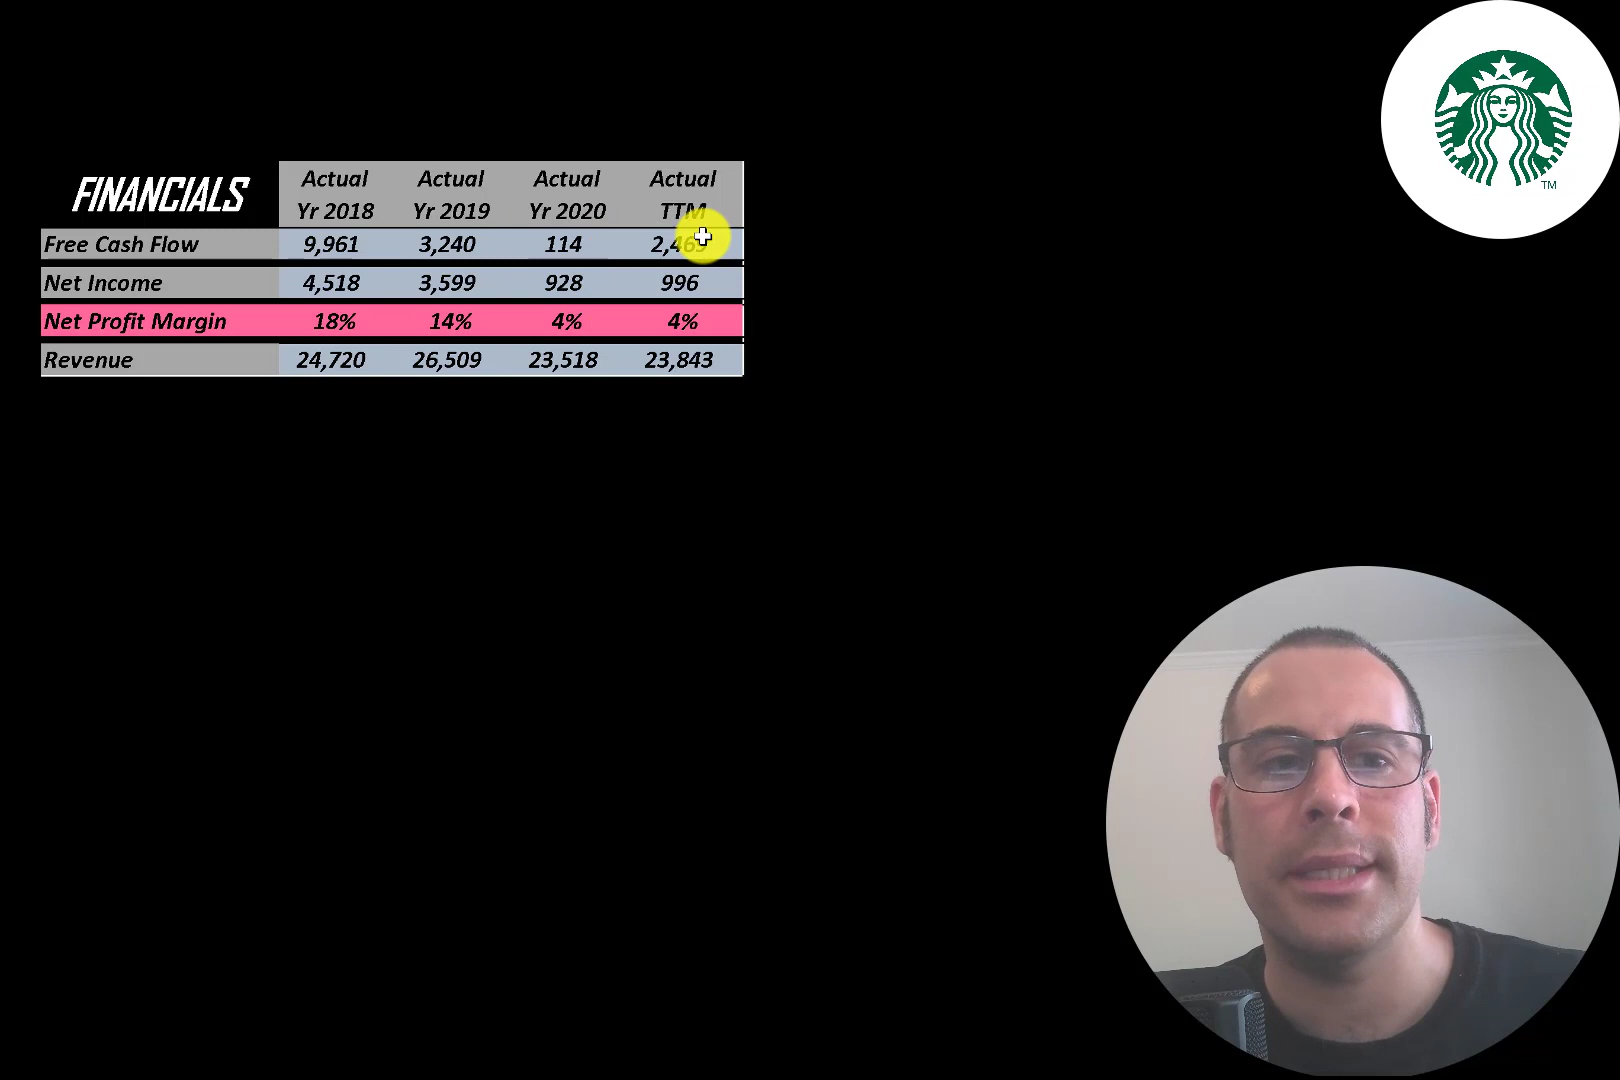 FINANCIALS
Actual Actual Actual Actual
Yr 2018 Yr 2019 Yr 2020 TTM
Free Cash Flow 9,961 3,240 114
Net Income 4,518 3,599 928 996
Net Profit Margin 18% 14% 4% 4%
Revenue 24,720 26,509 23,518 23,843
TM